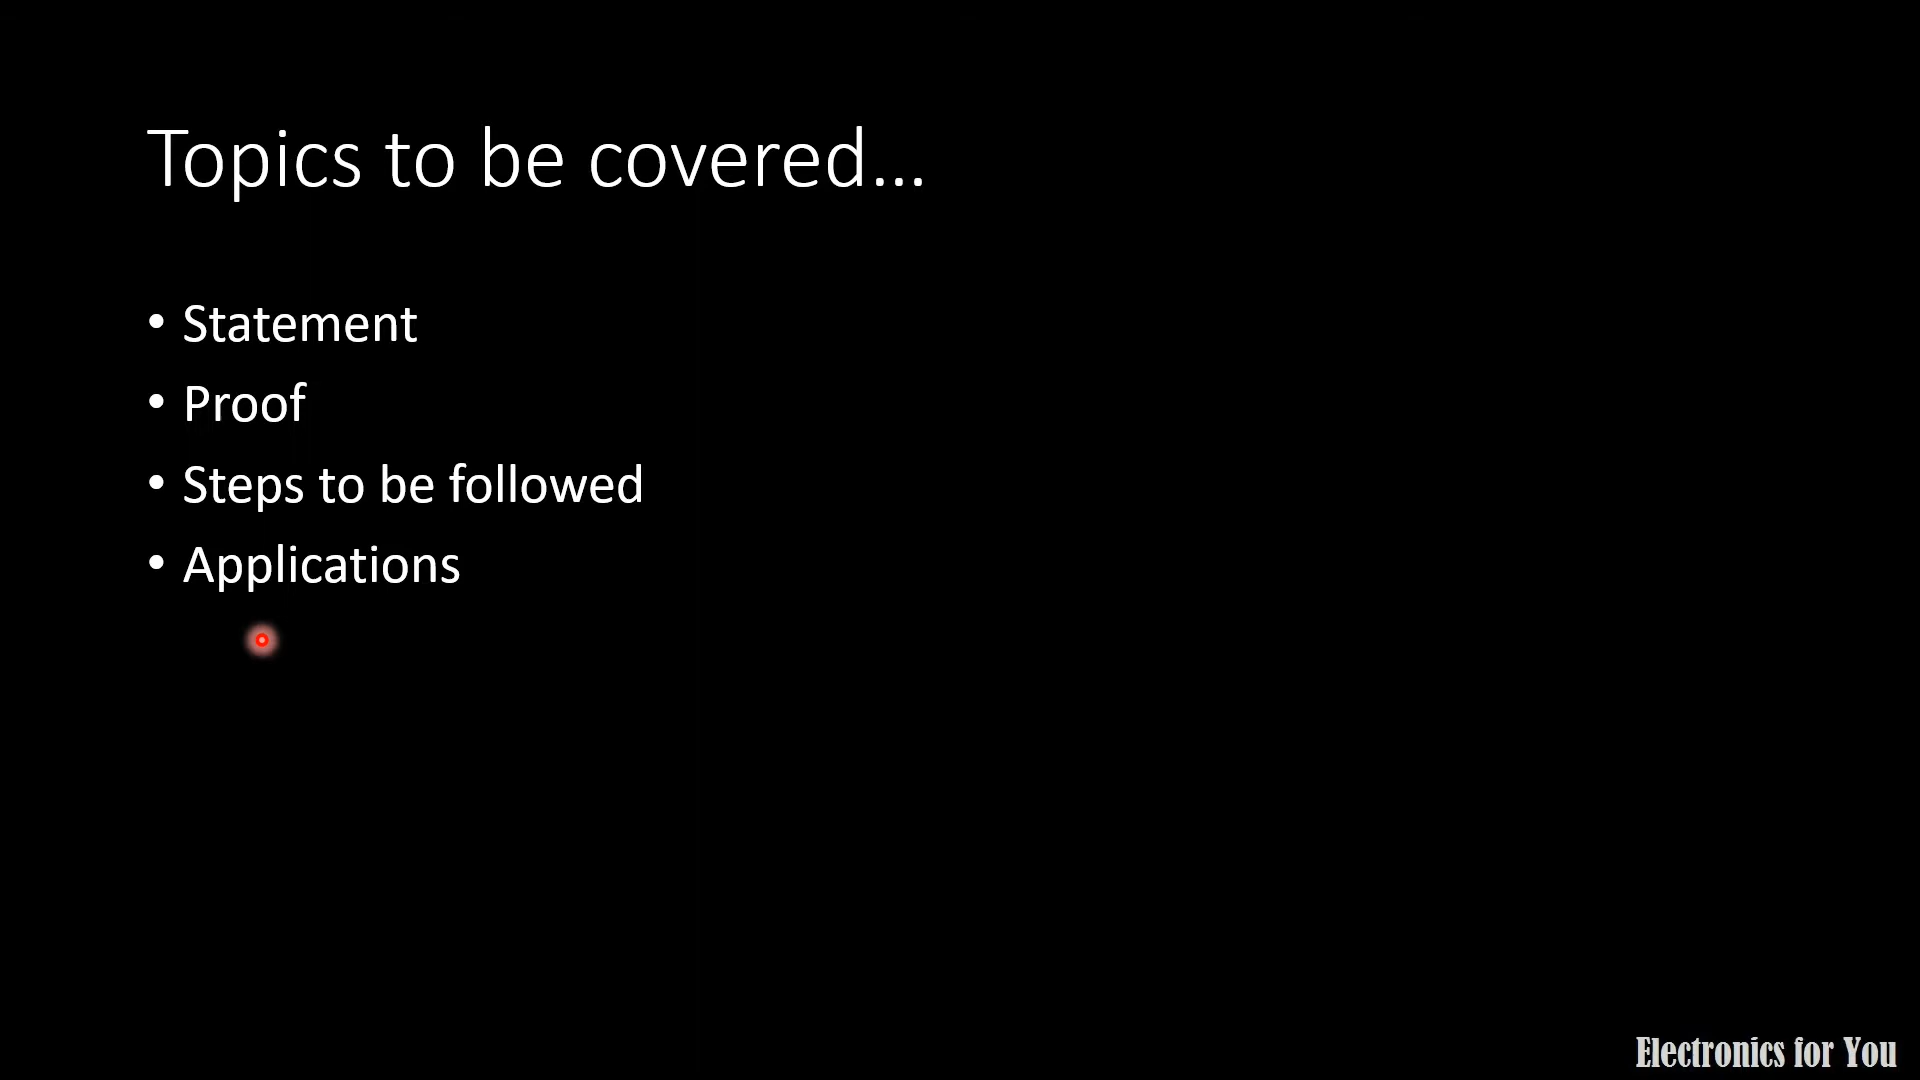 Topics to be covered...
• Statement
• Proof
• Steps to be followed
• Applications
Electronics for You